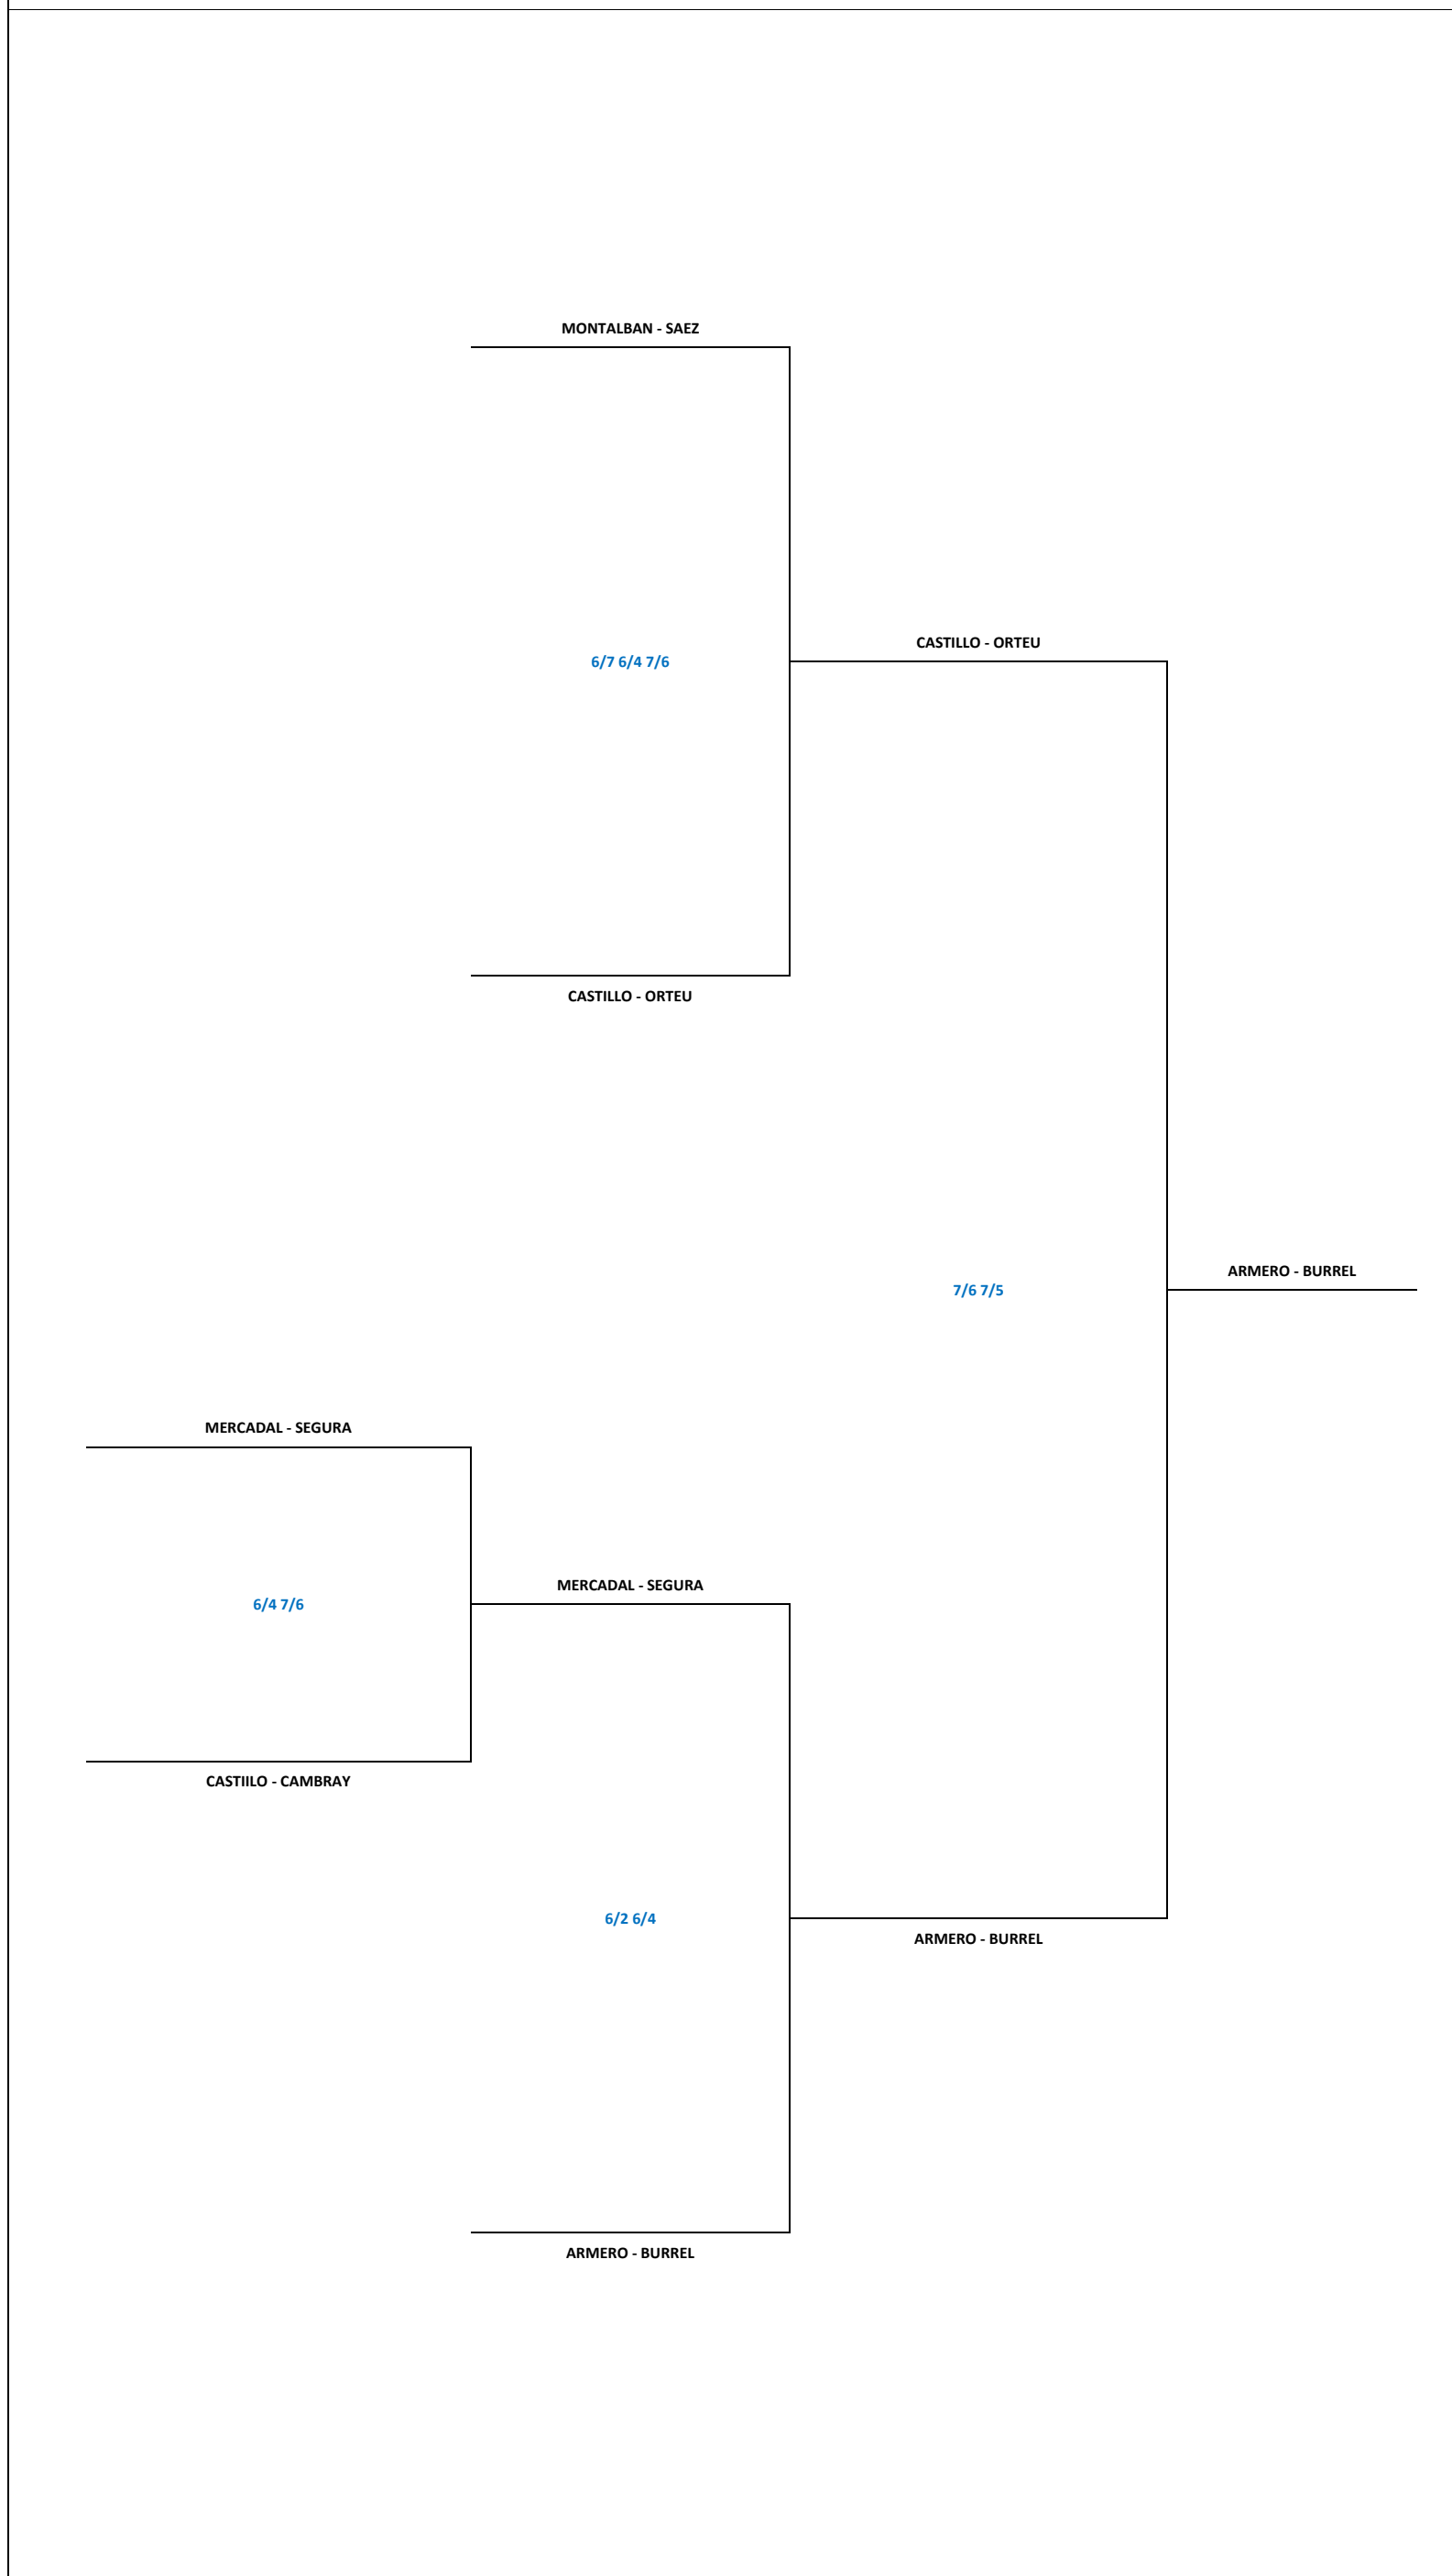 MONTALBAN - SAEZ
CASTILLO - ORTEU
6/7 6/4 7/6
CASTILLO - ORTEU
ARMERO - BURREL
7/6 7/5
MERCADAL - SEGURA
MERCADAL - SEGURA
6/4 7/6
CASTIILO - CAMBRAY
6/2 6/4
ARMERO - BURREL
ARMERO - BURREL